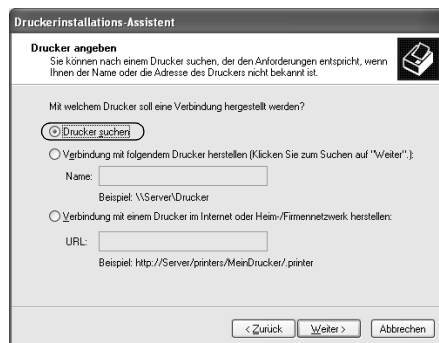 Druckerinstallations-Assistent
Drucker angeben
Sie können nach einem Drucker suchen, der den Anforderungen entspricht, wenn
Ihnen der Name oder die Adresse des Druckers nicht bekannt ist.
Mit welchem Drucker soll eine Verbindung hergestellt werden?
Drucker suchen
Verbindung mit folgendem Drucker herstellen (Klicken Sie zum Suchen auf "Weiter".):
Name:
Beispiel: \\Server\Drucker
Verbindung mit einem Drucker im Internet oder Heim-/Firmennetzwerk herstellen:
URL:
Beispiel: http://Server/printers/MeinDrucker/.printer
< Zurück Weiter > Abbrechen